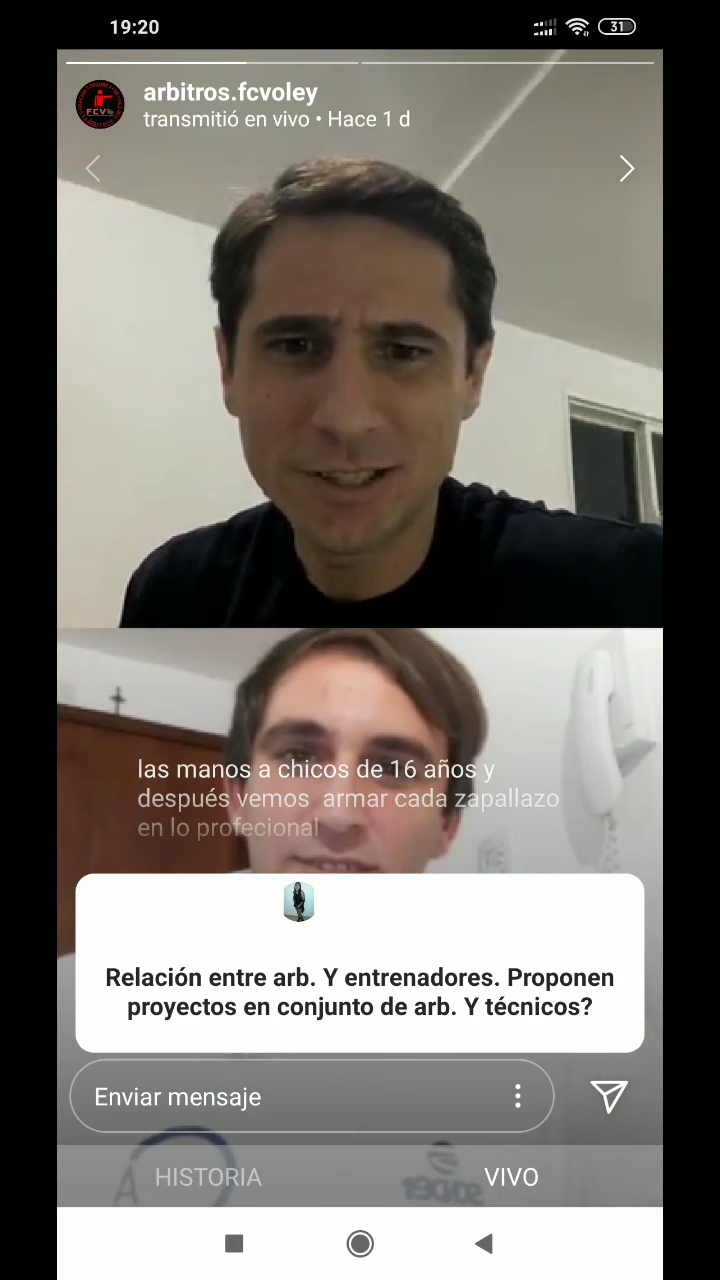 19:20
31
arbitros.fcvoley
transmitió en vivo • Hace 1 d
FCV
las manos a chicos de 16 años y
después vemos armar cada zapallazo
en lo profecional
Relación entre arb. Y entrenadores. Proponen
proyectos en conjunto de arb. Y técnicos?
Enviar mensaje
A
sonder
HISTORIA
VIVO